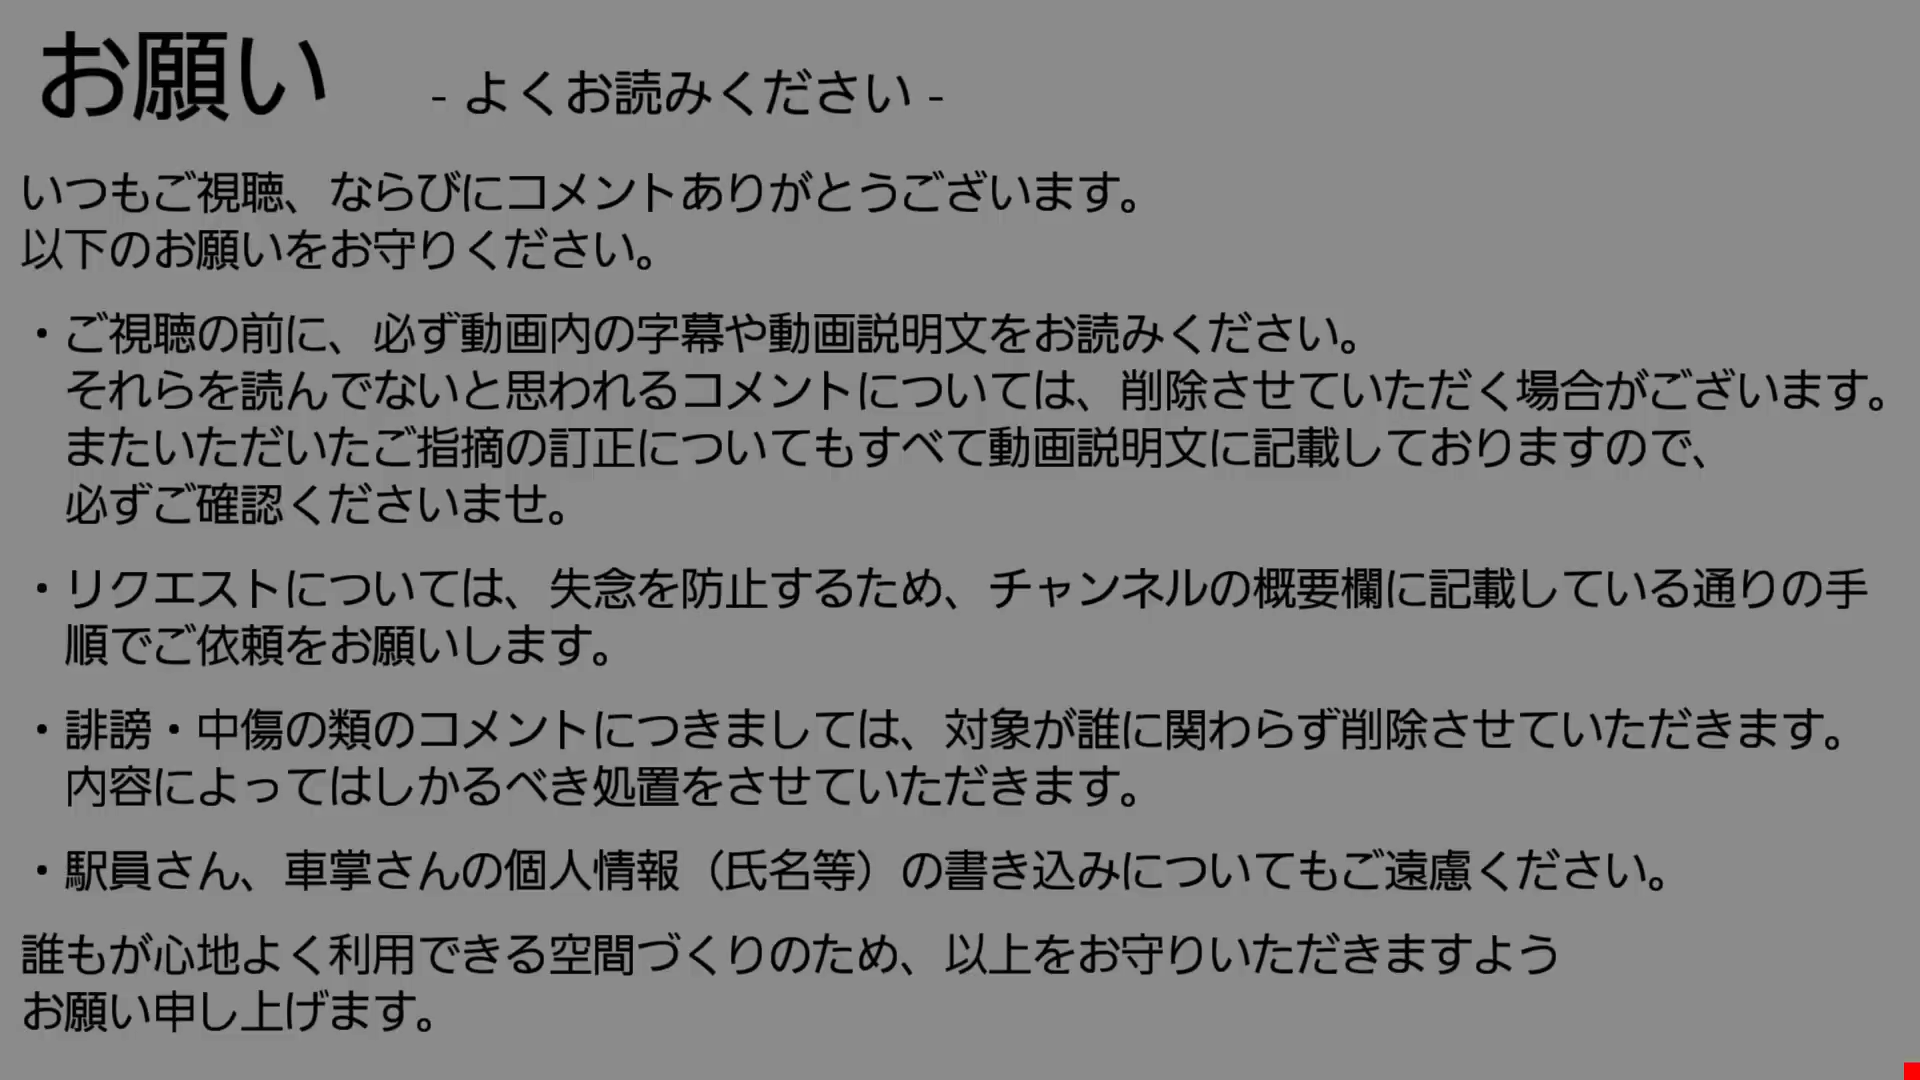 お願い - よくお読みください -
いつもご視聴、ならびにコメントありがとうございます。
以下のお願いをお守りください。
・ご視聴の前に、必ず動画内の字幕や動画説明文をお読みください。
それらを読んでないと思われるコメントについては、削除させていただく場合がございます。
またいただいたご指摘の訂正についてもすべて動画説明文に記載しておりますので、
必ずご確認くださいませ。
・リクエストについては、失念を防止するため、チャンネルの概要欄に記載している通りの手
順でご依頼をお願いします。
・誹謗・中傷の類のコメントにつきましては、対象が誰に関わらず削除させていただきます。
内容によってはしかるべき処置をさせていただきます。
・駅員さん、車掌さんの個人情報（氏名等）の書き込みについてもご遠慮ください。
誰もが心地よく利用できる空間づくりのため、以上をお守りいただきますよう
お願い申し上げます。